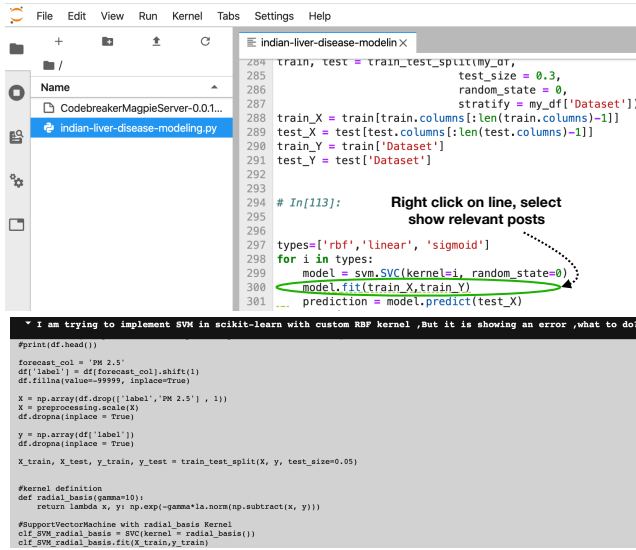 File Edit View Run Kernel Tabs Settings Help
indian-liver-disease-modelin ×
/
Name
CodebreakerMagpieServer-0.0.1...
indian-liver-disease-modeling.py
284 train, test = train_test_split(my_df,
285 test_size = 0.3,
286 random_state = 0,
287 stratify = my_df['Dataset'])
288 train_X = train[train.columns[:len(train.columns)-1]]
289 test_X = test[test.columns[:len(test.columns)-1]]
290 train_Y = train['Dataset']
291 test_Y = test['Dataset']
292
293
294 # In[113]:
Right click on line, select
show relevant posts
295
296
297 types=['rbf','linear', 'sigmoid']
298 for i in types:
299 model = svm.SVC(kernel=i, random_state=0)
300 model.fit(train_X,train_Y)
301 prediction = model.predict(test_X)
▼ I am trying to implement SVM in scikit-learn with custom RBF kernel ,But it is showing an error ,what to do?
#print(df.head())
forecast_col = 'PM 2.5'
df['label'] = df[forecast_col].shift(1)
df.fillna(value=-99999, inplace=True)
X = np.array(df.drop(['label','PM 2.5'] , 1))
X = preprocessing.scale(X)
df.dropna(inplace = True)
y = np.array(df['label'])
df.dropna(inplace = True)
X_train, X_test, y_train, y_test = train_test_split(X, y, test_size=0.05)
#kernel definition
def radial_basis(gamma=10):
return lambda x, y: np.exp(-gamma*la.norm(np.subtract(x, y)))
#SupportVectorMachine with radial_basis Kernel
clf_SVM_radial_basis = SVC(kernel = radial_basis())
clf_SVM_radial_basis.fit(X_train,y_train)